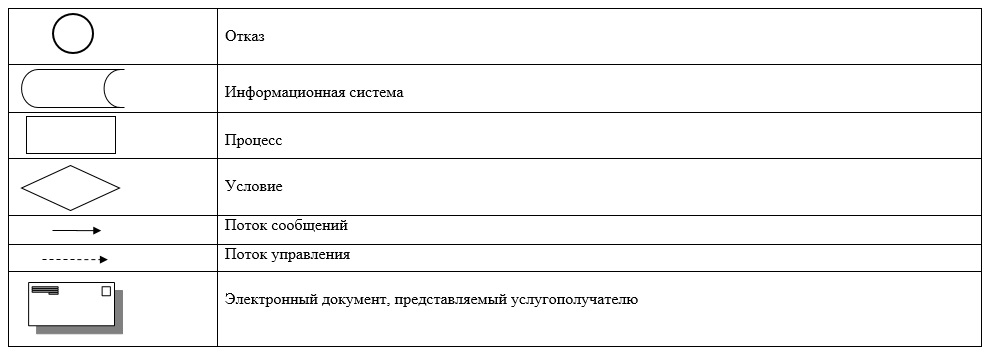 Отказ
Информационная система
Процесс
Условие
Поток сообщений
Поток управления
Электронный документ, представляемый услугополучателю